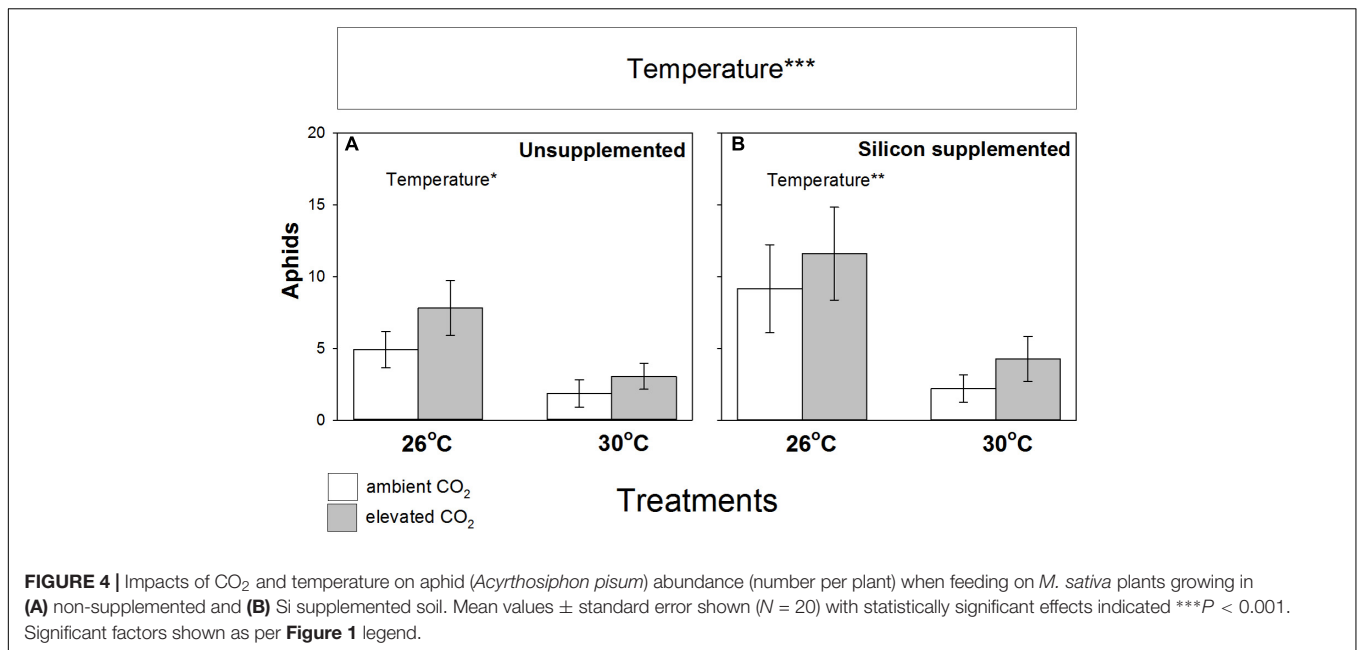 Temperature***
A
Unsupplemented
Temperature*
B
Silicon supplemented
Temperature**
Aphids
20
15
10
5
0
26°C
30°C
26°C
30°C
ambient CO₂
elevated CO₂
Treatments
FIGURE 4 | Impacts of CO₂ and temperature on aphid (Acyrthosiphon pisum) abundance (number per plant) when feeding on M. sativa plants growing in
(A) non-supplemented and (B) Si supplemented soil. Mean values ± standard error shown (N = 20) with statistically significant effects indicated ***P < 0.001.
Significant factors shown as per Figure 1 legend.